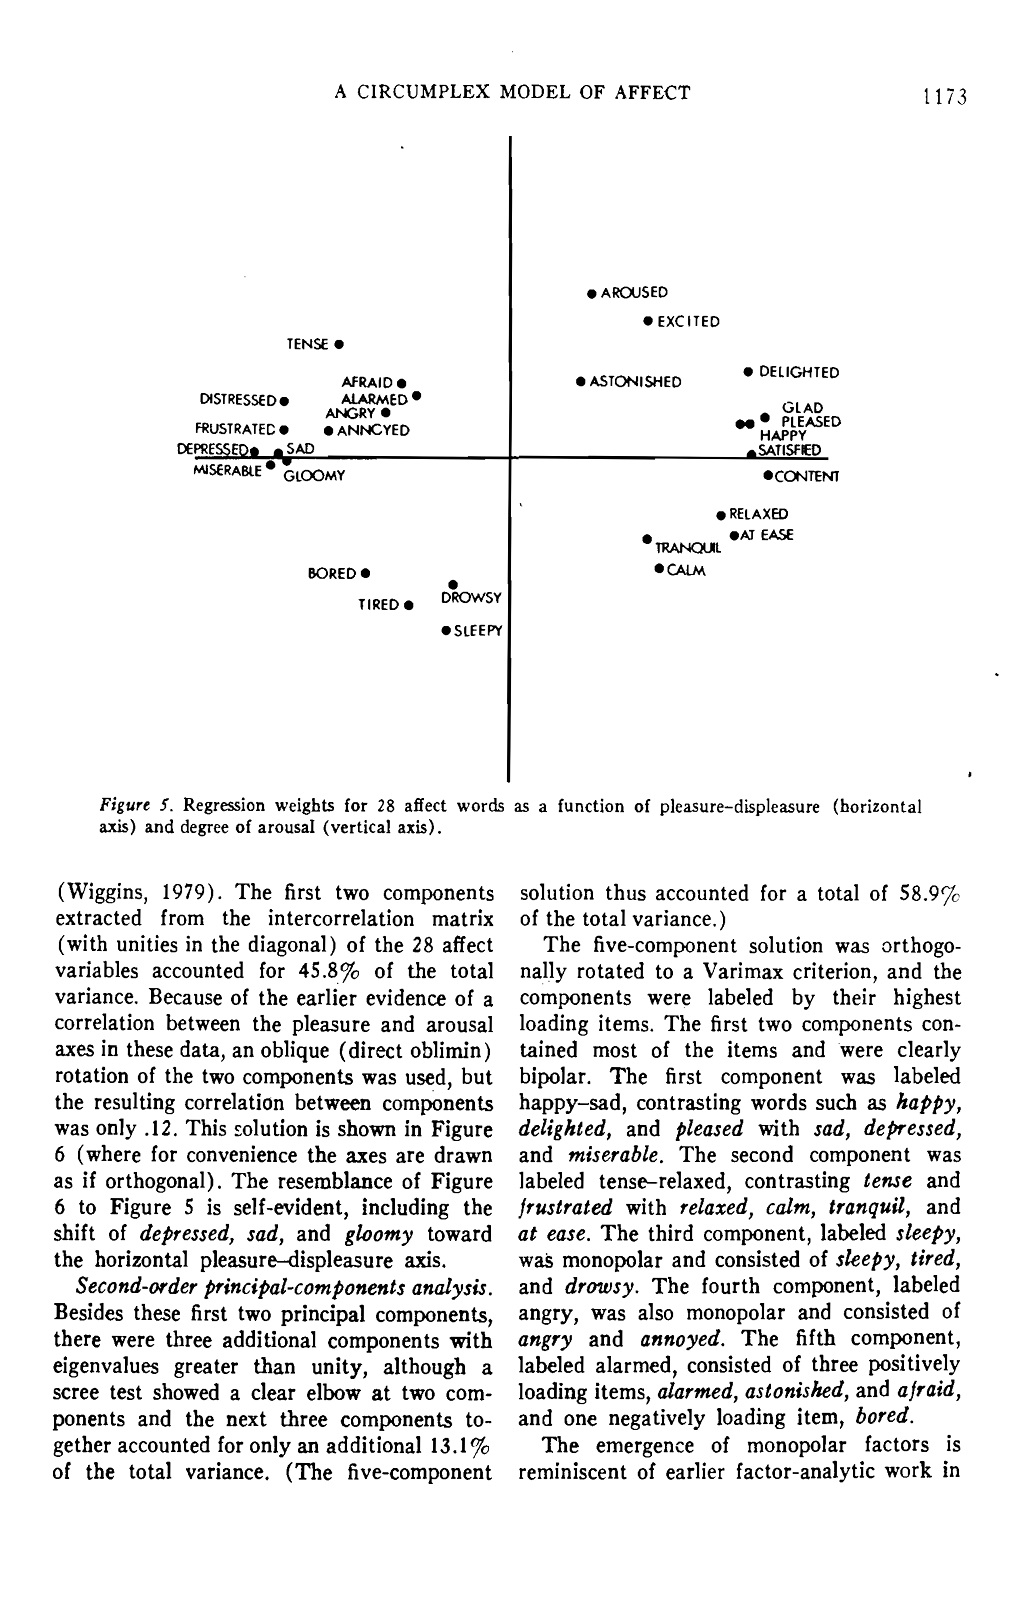 A CIRCUMPLEX MODEL OF AFFECT 1173
AROUSED
EXCITED
TENSE
DELIGHTED
AFRAID
ASTONISHED
DISTRESSED
ALARMED
GLAD
ANGRY
PLEASED
FRUSTRATED
ANNOYED
HAPPY
DEPRESSED
SAD
SATISFIED
MISERABLE
GLOOMY
CONTENT
RELAXED
AT EASE
TRANQUIL
CALM
BORED
DROWSY
TIRED
SLEEPY
Figure 5. Regression weights for 28 affect words as a function of pleasure–displeasure (horizontal
axis) and degree of arousal (vertical axis).
(Wiggins, 1979). The first two components
extracted from the intercorrelation matrix
(with unities in the diagonal) of the 28 affect
variables accounted for 45.8% of the total
variance. Because of the earlier evidence of a
correlation between the pleasure and arousal
axes in these data, an oblique (direct oblimin)
rotation of the two components was used, but
the resulting correlation between components
was only .12. This solution is shown in Figure
6 (where for convenience the axes are drawn
as if orthogonal). The resemblance of Figure
6 to Figure 5 is self-evident, including the
shift of depressed, sad, and gloomy toward
the horizontal pleasure–displeasure axis.
Second-order principal-components analysis.
Besides these first two principal components,
there were three additional components with
eigenvalues greater than unity, although a
scree test showed a clear elbow at two com-
ponents and the next three components to-
gether accounted for only an additional 13.1%
of the total variance. (The five-component
solution thus accounted for a total of 58.9%
of the total variance.)
The five-component solution was orthogo-
nally rotated to a Varimax criterion, and the
components were labeled by their highest
loading items. The first two components con-
tained most of the items and were clearly
bipolar. The first component was labeled
happy–sad, contrasting words such as happy,
delighted, and pleased with sad, depressed,
and miserable. The second component was
labeled tense–relaxed, contrasting tense and
frustrated with relaxed, calm, tranquil, and
at ease. The third component, labeled sleepy,
was monopolar and consisted of sleepy, tired,
and drowsy. The fourth component, labeled
angry, was also monopolar and consisted of
angry and annoyed. The fifth component,
labeled alarmed, consisted of three positively
loading items, alarmed, astonished, and afraid,
and one negatively loading item, bored.
The emergence of monopolar factors is
reminiscent of earlier factor-analytic work in